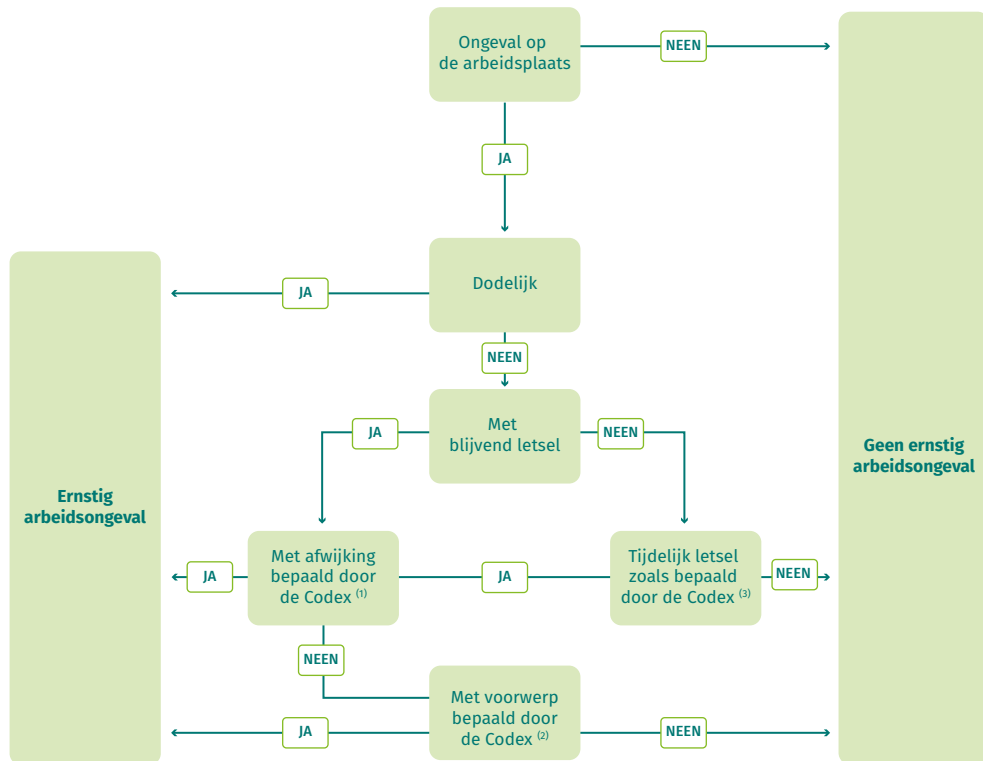 Ongeval op
de arbeidsplaats
NEEN
JA
Dodelijk
JA
NEEN
Met
blijvend letsel
JA
NEEN
Geen ernstig
arbeidsongeval
Ernstig
arbeidsongeval
Met afwijking
bepaald door
de Codex (1)
JA
JA
Tijdelijk letsel
zoals bepaald
door de Codex (3)
NEEN
NEEN
Met voorwerp
bepaald door
de Codex (2)
JA
NEEN